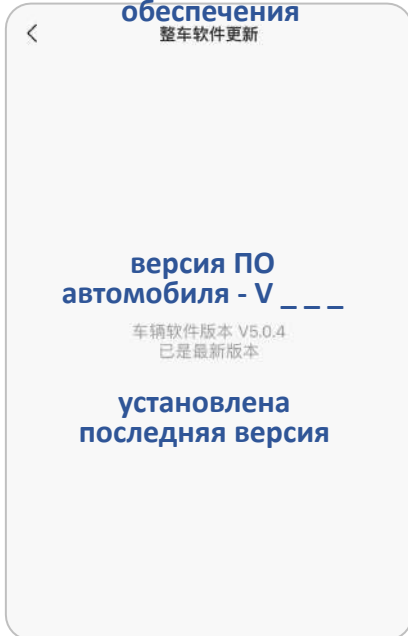 обеспечения
整车软件更新
версия ПО
автомобиля - V _ _ _
车辆软件版本 V5.0.4
已是最新版本
установлена
последняя версия